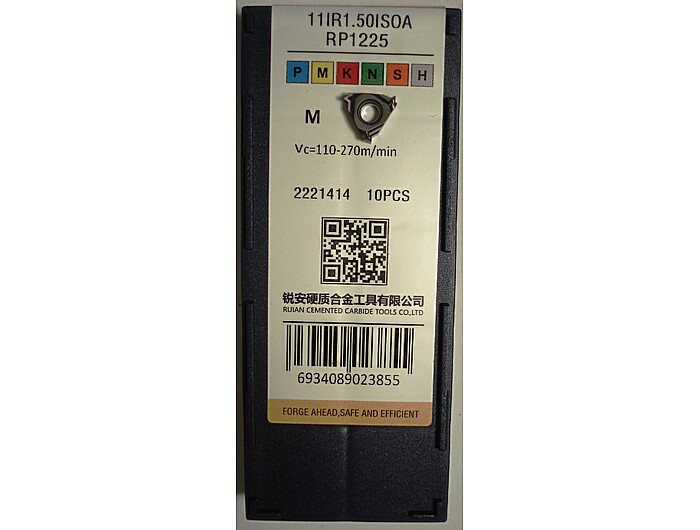 11IR1.50ISOA
RP1225
P M K N S H
M
Vc=110-270m/min
2221414 10PCS
锐安硬质合金工具有限公司
RUIAN CEMENTED CARBIDE TOOLS CO.,LTD
6934089023855
FORGE AHEAD,SAFE AND EFFICIENT